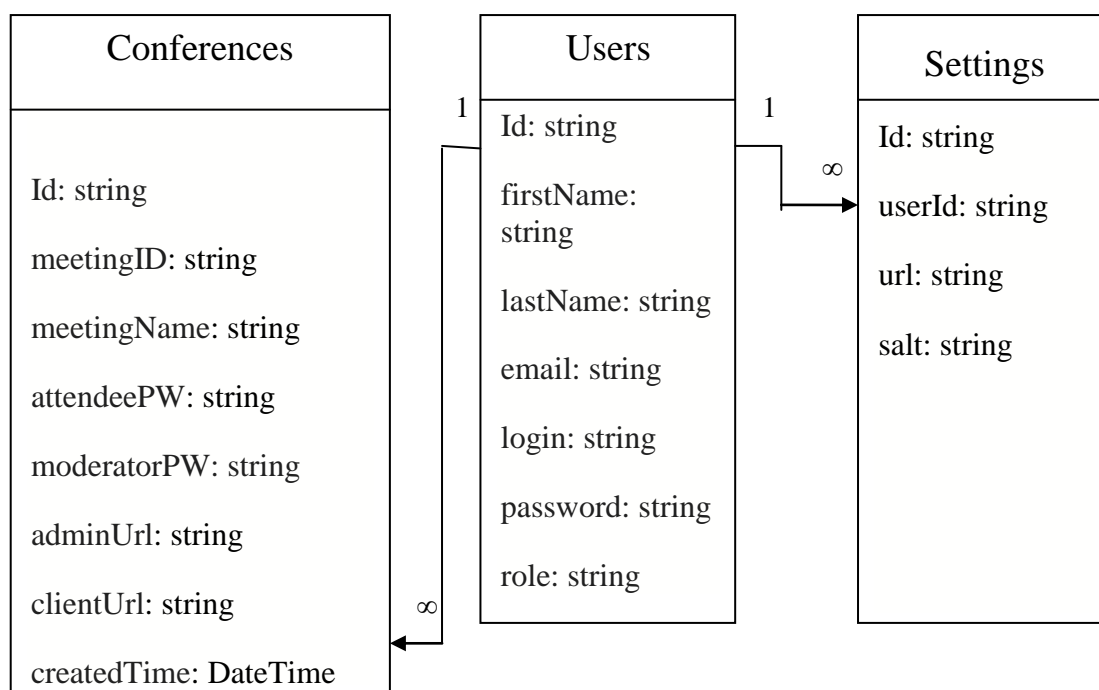 Conferences
Id: string
meetingID: string
meetingName: string
attendeePW: string
moderatorPW: string
adminUrl: string
clientUrl: string
createdTime: DateTime
1
∞
Users
Id: string
firstName:
string
lastName: string
email: string
login: string
password: string
role: string
1
∞
Settings
Id: string
userId: string
url: string
salt: string